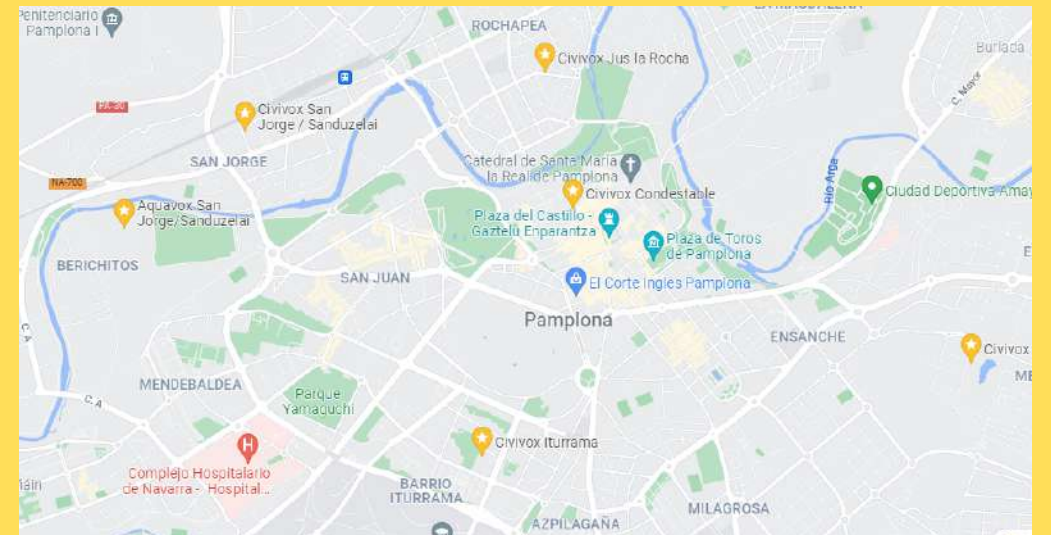 Penitenciario
Pamplona I
ROCHAPEA
Burlada
Civivox Jus la Rocha
C. Mayor
PA-30
Civivox San
Jorge / Sanduzelai
SAN JORGE
Catedral de Santa María
la Real de Pamplona
NA-700
Civivox Condestable
Río Arga
Ciudad Deportiva Amay
Aquavox San
Jorge/Sanduzelai
Plaza del Castillo -
Gaztelu Enparantza
Plaza de Toros
de Pamplona
BERICHITOS
SAN JUAN
El Corte Ingles Pamplona
Pamplona
C. A
ENSANCHE
Civivox
ME
MENDEBALDEA
Parque
Yamaguchi
C. A
Civivox Iturrama
Complejo Hospitalario
de Navarra - Hospital...
BARRIO
ITURRAMA
MILAGROSA
AZPILAGAÑA